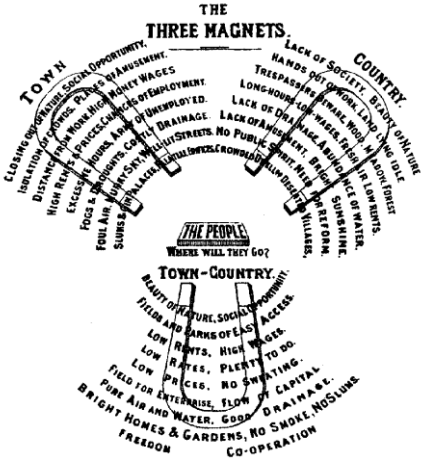 THE
THREE MAGNETS.
TOWN
CLOSING OUT OF NATURE. SOCIAL OPPORTUNITY.
ISOLATION OF CROWDS. PLACES OF AMUSEMENT.
DISTANCE FROM WORK. HIGH MONEY WAGES
HIGH RENTS & PRICES. CHANCES OF EMPLOYMENT.
EXCESSIVE HOURS. ARMY OF UNEMPLOYED.
FOGS & DROUGHTS. COSTLY DRAINAGE.
FOUL AIR. MURKY SKY. WELL-LIT STREETS.
SLUMS & GIN PALACES. PALATIAL EDIFICES.
COUNTRY.
LACK OF SOCIETY. BEAUTY OF NATURE
HANDS OUT OF WORK. LAND LYING IDLE
TRESPASSERS BEWARE. WOOD, MEADOW, FOREST
LONG HOURS-LOW WAGES. FRESH AIR. LOW RENTS.
LACK OF DRAINAGE. ABUNDANCE OF WATER.
LACK OF AMUSEMENT. BRIGHT SUNSHINE.
NO PUBLIC SPIRIT. NEED FOR REFORM.
CROWDED DWELLINGS. DESERTED VILLAGES,
THE PEOPLE
WHERE WILL THEY GO?
TOWN-COUNTRY.
BEAUTY OF NATURE, SOCIAL OPPORTUNITY.
FIELDS AND PARKS OF EASY ACCESS.
LOW RENTS, HIGH WAGES.
LOW RATES, PLENTY TO DO.
LOW PRICES. NO SWEATING.
FIELD FOR ENTERPRISE, FLOW OF CAPITAL.
PURE AIR AND WATER, GOOD DRAINAGE.
BRIGHT HOMES & GARDENS, NO SMOKE, NO SLUMS.
FREEDOM CO-OPERATION